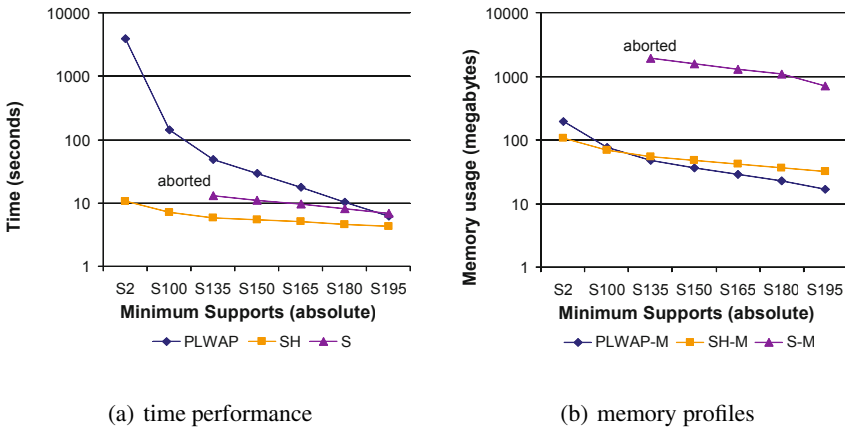 10000
1000
100
10
1
Time (seconds)
aborted
S2 S100 S135 S150 S165 S180 S195
Minimum Supports (absolute)
PLWAP SH S
(a) time performance
10000
1000
100
10
1
Memory usage (megabytes)
aborted
S2 S100 S135 S150 S165 S180 S195
Minimum Supports (absolute)
PLWAP-M SH-M S-M
(b) memory profiles